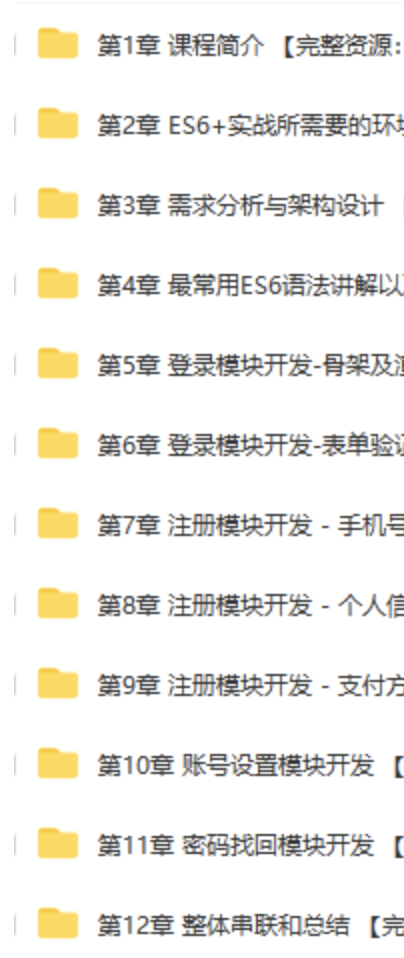 第1章 课程简介 【完整资源:
第2章 ES6+实战所需要的环
第3章 需求分析与架构设计
第4章 最常用ES6语法讲解以
第5章 登录模块开发-骨架及
第6章 登录模块开发-表单验
第7章 注册模块开发 - 手机号
第8章 注册模块开发 - 个人信
第9章 注册模块开发 - 支付方
第10章 账号设置模块开发 【
第11章 密码找回模块开发 【
第12章 整体串联和总结 【完